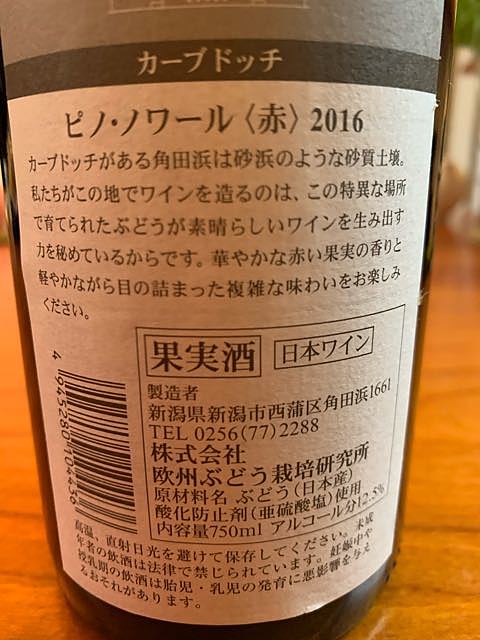 カーブドッチ
ピノ・ノワール〈赤〉2016
カーブドッチがある角田浜は砂浜のような砂質土壌。
私たちがこの地でワインを造るのは、この特異な場所
で育てられたぶどうが素晴らしいワインを生み出す
力を秘めているからです。華やかな赤い果実の香りと
軽やかながら目の詰まった複雑な味わいをお楽しみ
ください。
果実酒 日本ワイン
製造者
新潟県新潟市西蒲区角田浜1661
TEL 0256(77)2288
株式会社
欧州ぶどう栽培研究所
原材料名 ぶどう(日本産)
酸化防止剤(亜硫酸塩)使用
内容量750ml アルコール分12.5%
4 945280 104436
高温、直射日光を避けて保存してください。未成
年者の飲酒は法律で禁じられています。妊娠中や
授乳期の飲酒は胎児・乳児の発育に悪影響を与え
るおそれがあります。